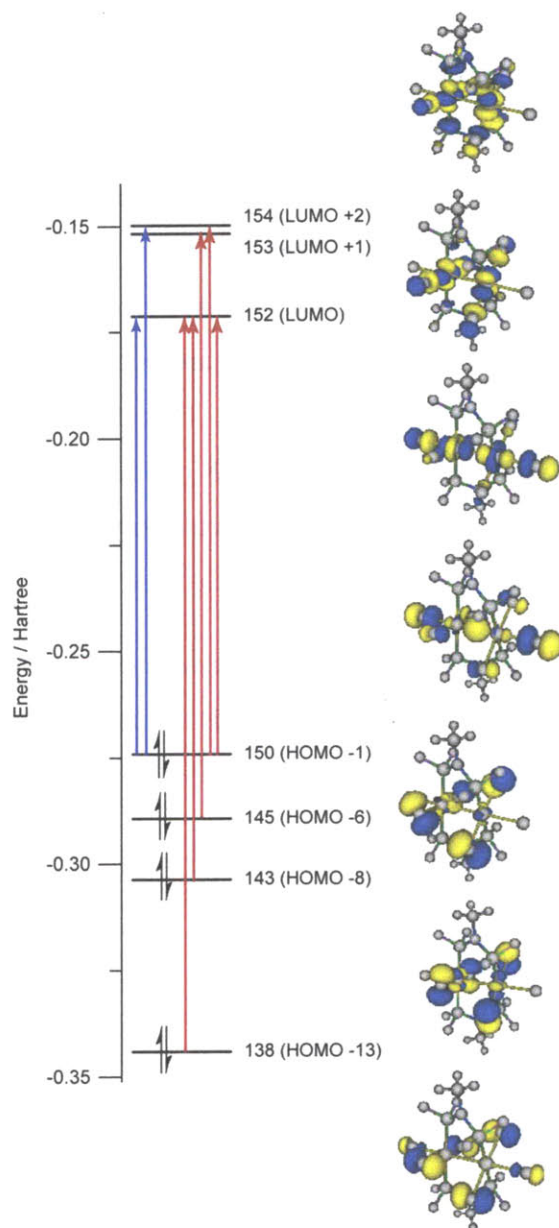 -0.15
154 (LUMO +2)
153 (LUMO +1)
152 (LUMO)
-0.20
Energy / Hartree
-0.25
150 (HOMO -1)
145 (HOMO -6)
-0.30
143 (HOMO -8)
138 (HOMO -13)
-0.35